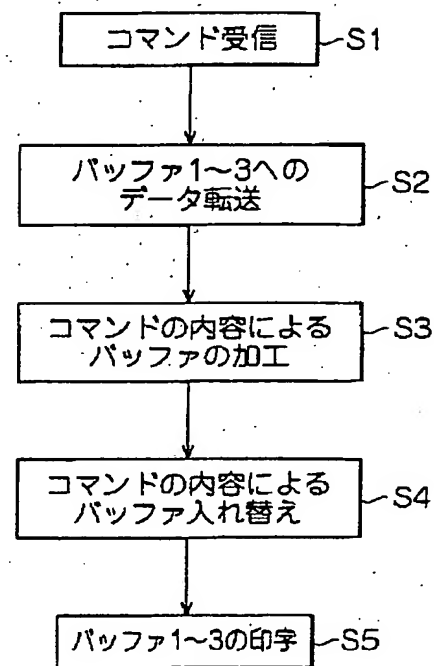 コマンド受信 S1
バッファ1～3への
データ転送 S2
コマンドの内容による S3
バッファの加工
コマンドの内容による
バッファ入れ替え S4
バッファ1～3の印字 S5